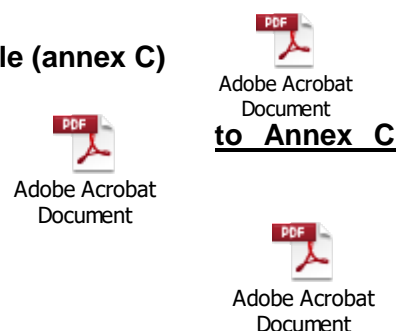 PDF
le (annex C)
Adobe Acrobat
Document
to Annex C
PDF
Adobe Acrobat
Document
PDF
Adobe Acrobat
Document